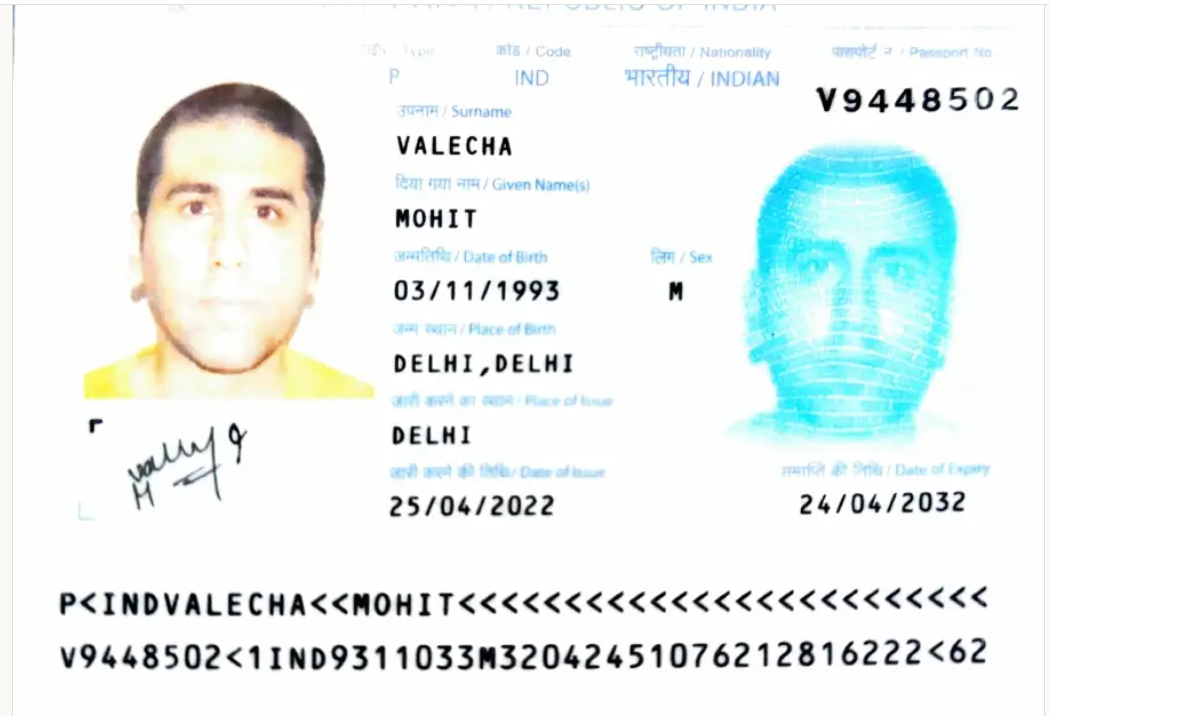 REPUBLIC OF INDIA
टाईप / Type कोड / Code राष्ट्रीयता / Nationality पासपोर्ट न. / Passport No.
P IND भारतीय / INDIAN V9448502
उपनाम / Surname
VALECHA
दिया गया नाम / Given Name(s)
MOHIT
जन्मतिथि / Date of Birth लिंग / Sex
03/11/1993 M
जन्म स्थान / Place of Birth
DELHI,DELHI
जारी करने का स्थान / Place of Issue
DELHI
जारी करने की तिथि / Date of Issue समाप्ति की तिथि / Date of Expiry
25/04/2022 24/04/2032
P<INDVALECHA<<MOHIT<<<<<<<<<<<<<<<<<<<<<<<<<
V9448502<1IND9311033M32042451076212816222<62